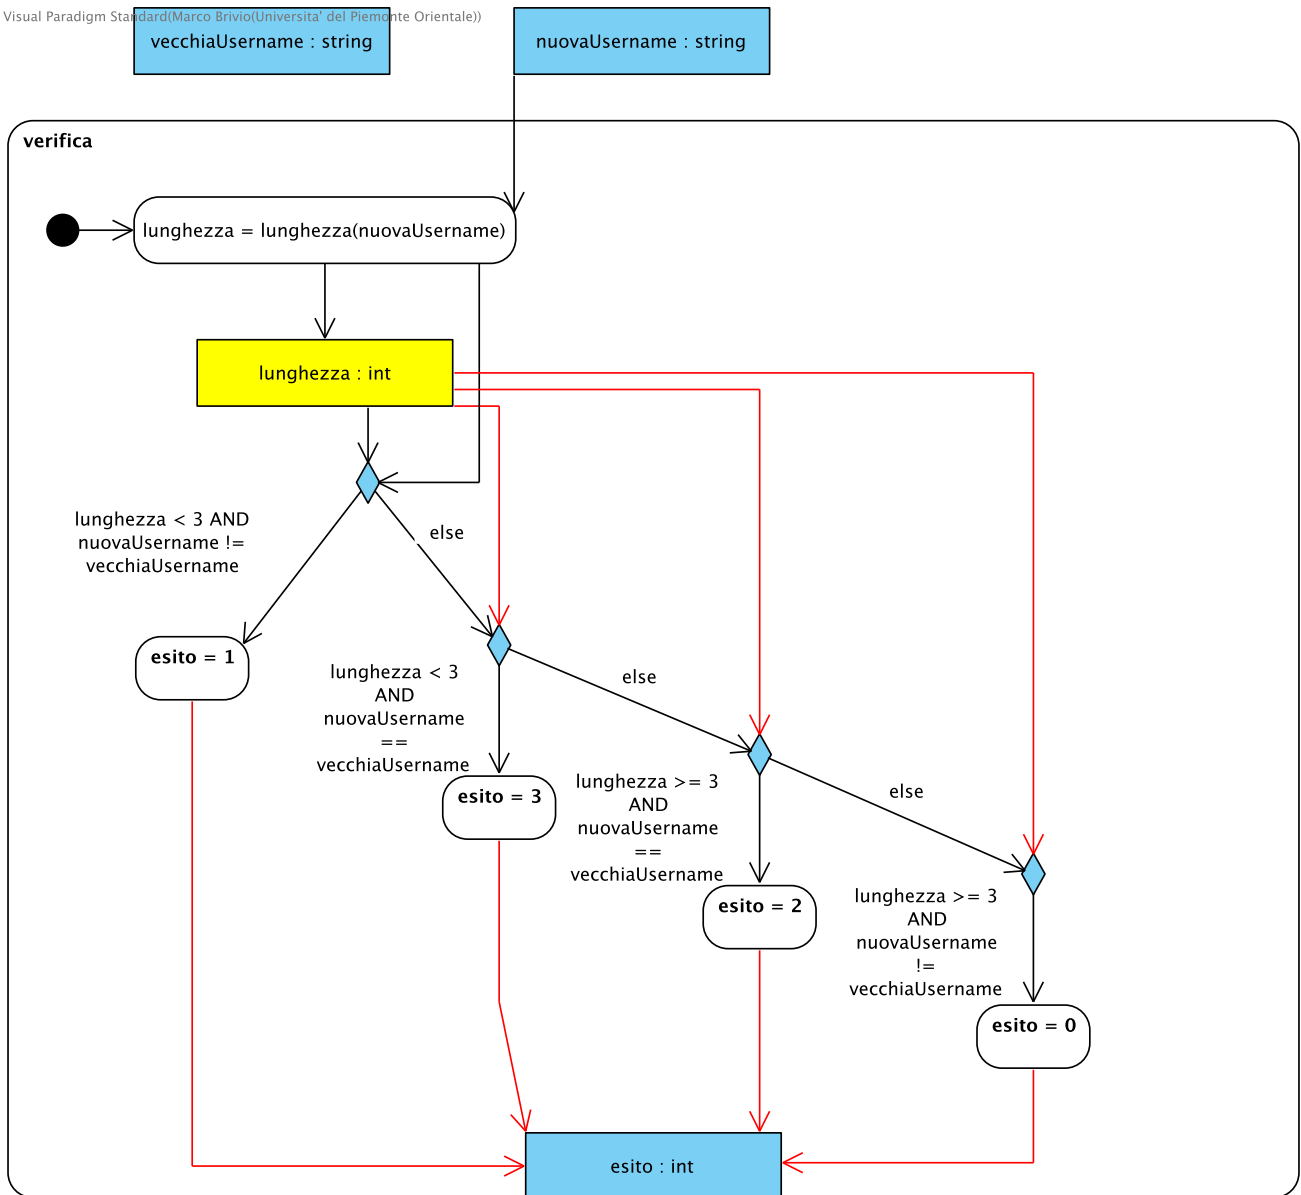 Visual Paradigm Standard(Marco Brivio(Universita' del Piemonte Orientale))
vecchiaUsername : string
nuovaUsername : string
verifica
lunghezza = lunghezza(nuovaUsername)
lunghezza : int
lunghezza < 3 AND
nuovaUsername !=
vecchiaUsername
else
esito = 1
lunghezza < 3
AND
nuovaUsername
==
vecchiaUsername
else
esito = 3
lunghezza >= 3
AND
nuovaUsername
==
vecchiaUsername
else
esito = 2
lunghezza >= 3
AND
nuovaUsername
!=
vecchiaUsername
esito = 0
esito : int